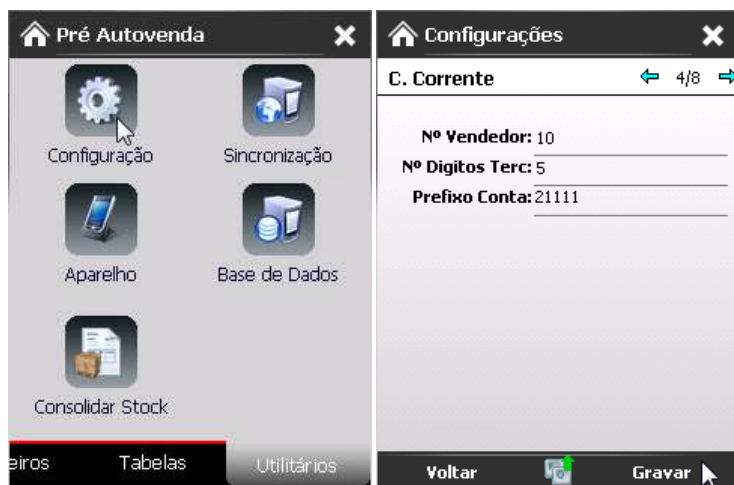 Pré Autovenda
Configuração
Sincronização
Aparelho
Base de Dados
Consolidar Stock
eiros
Tabelas
Utilitários
Configurações
C. Corrente
4/8
Nº Vendedor: 10
Nº Digitos Terc: 5
Prefixo Conta: 21111
Voltar
Gravar